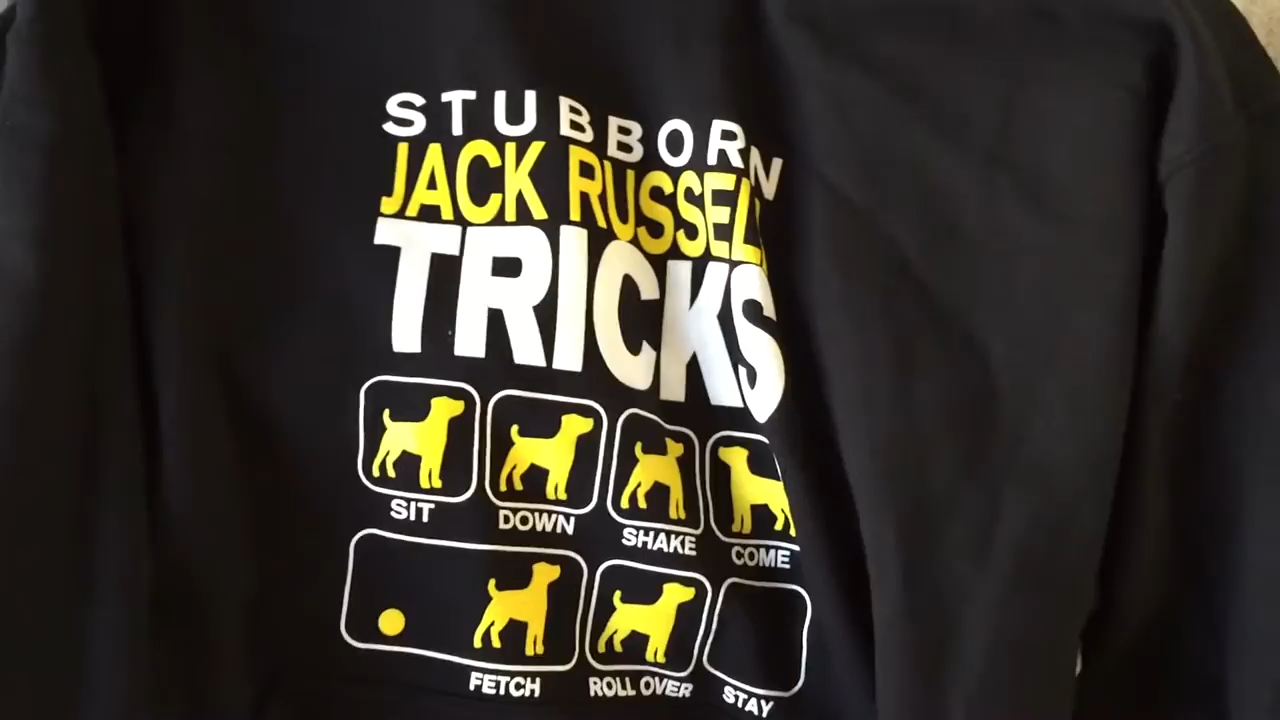 STUBBORN
JACK RUSSELL
TRICKS
SIT DOWN SHAKE COME
FETCH ROLL OVER STAY